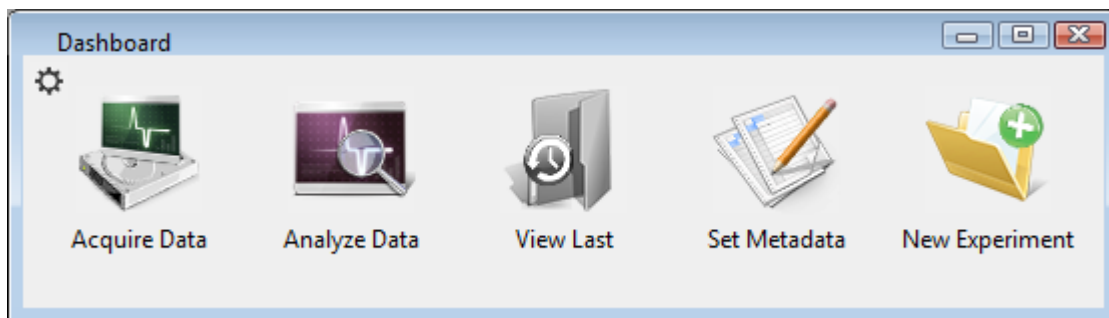 Dashboard
Acquire Data
Analyze Data
View Last
Set Metadata
New Experiment